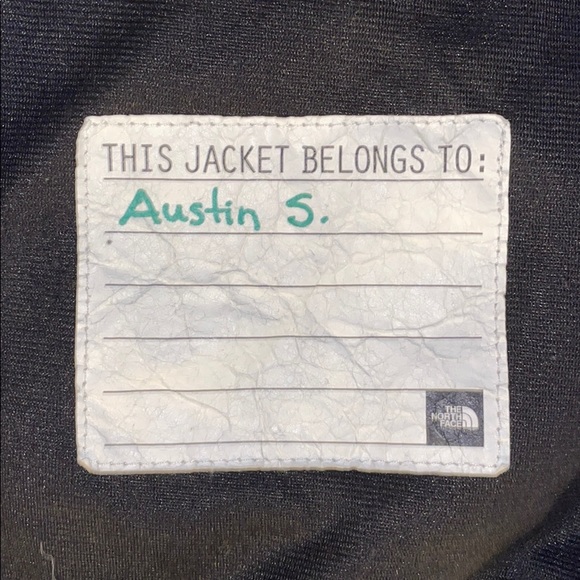 THIS JACKET BELONGS TO:
Austin S.
THE
NORTH
FACE